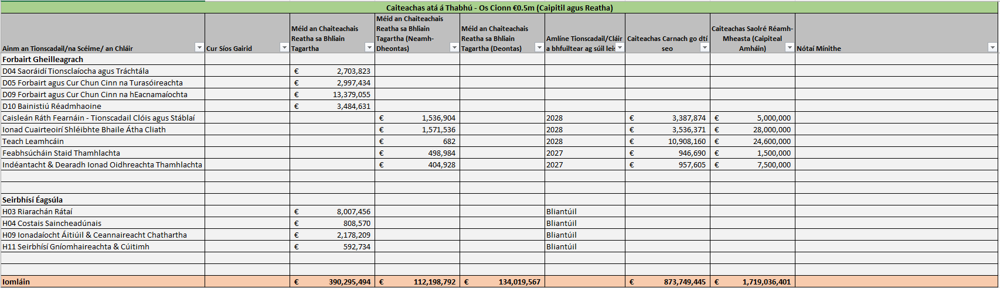 Caiteachas atá á Thabhú - Os Cionn €0.5m (Caipitil agus Reatha)
Ainm an Tionscadail/na Scéime/ an Chláir Cur Síos Gairid Méid an Chaiteachais Reatha sa Bhliain Tagartha Méid an Chaiteachais Reatha sa Bhliain Tagartha (Neamh-Dheontas) Méid an Chaiteachais Reatha sa Bhliain Tagartha (Deontas) Amlíne Tionscadail/Cláir a bhfuiltear ag súil leis Caiteachas Carnach go dtí seo Caiteachas Saolré Réamh-Mheasta (Caipiteal Amháin) Nótaí Mínithe
Forbairt Gheilleagrach
D04 Saoráidí Tionsclaíocha agus Tráchtála € 2,703,823
D05 Forbairt agus Cur Chun Cinn na Turasóireachta € 2,997,434
D09 Forbairt agus Cur Chun Cinn na hEacnamaíochta € 13,379,055
D10 Bainistiú Réadmhaoine € 3,484,631
Caisleán Ráth Fearnáin - Tionscadail Clóis agus Stáblaí € 1,536,904 2028 € 3,387,874 € 5,000,000
Ionad Cuairteoirí Shléibhte Bhaile Átha Cliath € 1,571,536 2028 € 3,536,371 € 28,000,000
Teach Leamhcáin € 682 2028 € 10,908,160 € 24,600,000
Feabhsúcháin Staid Thamhlachta € 498,984 2027 € 946,690 € 1,500,000
Indéantacht & Dearadh Ionad Oidhreachta Thamhlachta € 404,928 2027 € 957,605 € 7,500,000
Seirbhísí Éagsúla
H03 Riarachán Rátaí € 8,007,456 Bliantúil
H04 Costais Saincheadúnais € 808,570 Bliantúil
H09 Ionadaíocht Áitiúil & Ceannaireacht Chathartha € 2,178,209 Bliantúil
H11 Seirbhísí Gníomhaireachta & Cúitimh € 592,734 Bliantúil
Iomláin € 390,295,494 € 112,198,792 € 134,019,567 € 873,749,445 € 1,719,036,401